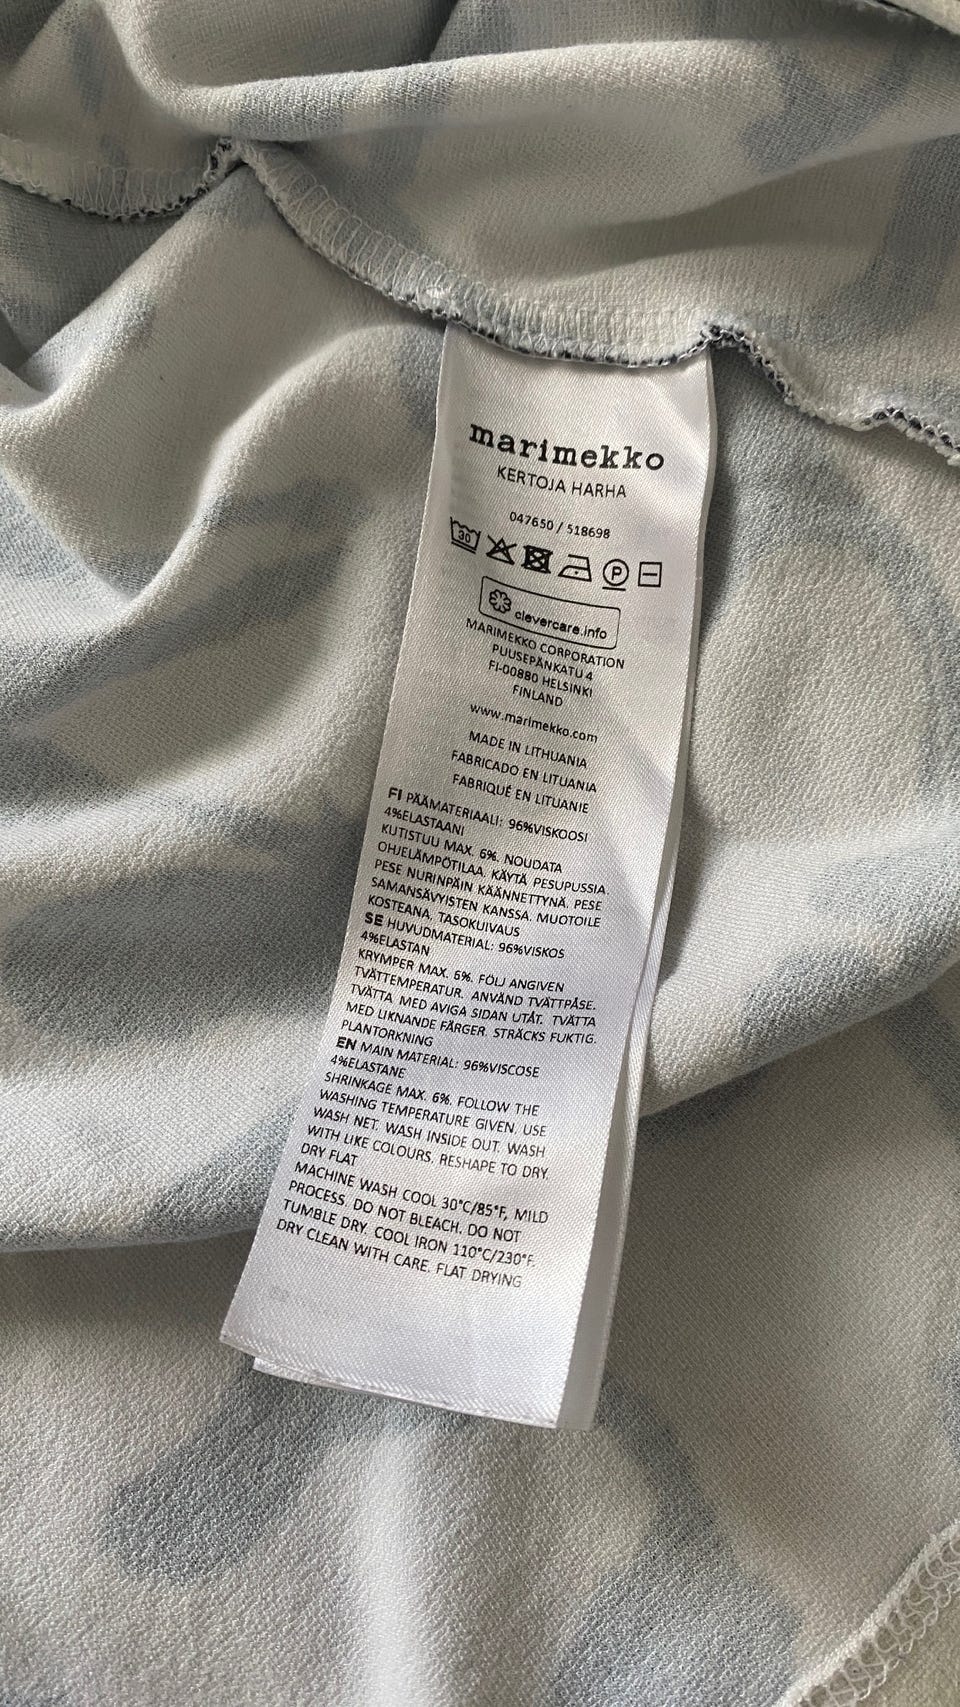 marimekko
KERTOJA HARHA
047650 / 518698
30
P
clevercare.info
MARIMEKKO CORPORATION
PUUSEPÄNKATU 4
FI-00880 HELSINKI
FINLAND
www.marimekko.com
MADE IN LITHUANIA
FABRICADO EN LITUANIA
FABRIQUÉ EN LITUANIE
FI PÄÄMATERIAALI: 96%VISKOOSI
4%ELASTAANI
KUTISTUU MAX. 6%. NOUDATA
OHJELÄMPÖTILAA. KÄYTÄ PESUPUSSIA.
PESE NURINPÄIN KÄÄNNETTYNÄ. PESE
SAMANSÄVYISTEN KANSSA. MUOTOILE
KOSTEANA, TASOKUIVAUS
SE HUVUDMATERIAL: 96%VISKOS
4%ELASTAN
KRYMPER MAX. 6%. FÖLJ ANGIVEN
TVÄTTEMPERATUR. ANVÄND TVÄTTPÅSE.
TVÄTTA MED AVIGA SIDAN UTÅT. TVÄTTA
MED LIKNANDE FÄRGER. STRÄCKS FUKTIG.
PLANTORKNING
EN MAIN MATERIAL: 96%VISCOSE
4%ELASTANE
SHRINKAGE MAX. 6%. FOLLOW THE
WASHING TEMPERATURE GIVEN. USE
WASH NET. WASH INSIDE OUT. WASH
WITH LIKE COLOURS. RESHAPE TO DRY.
DRY FLAT
MACHINE WASH COOL 30°C/85°F, MILD
PROCESS. DO NOT BLEACH. DO NOT
TUMBLE DRY. COOL IRON 110°C/230°F.
DRY CLEAN WITH CARE. FLAT DRYING